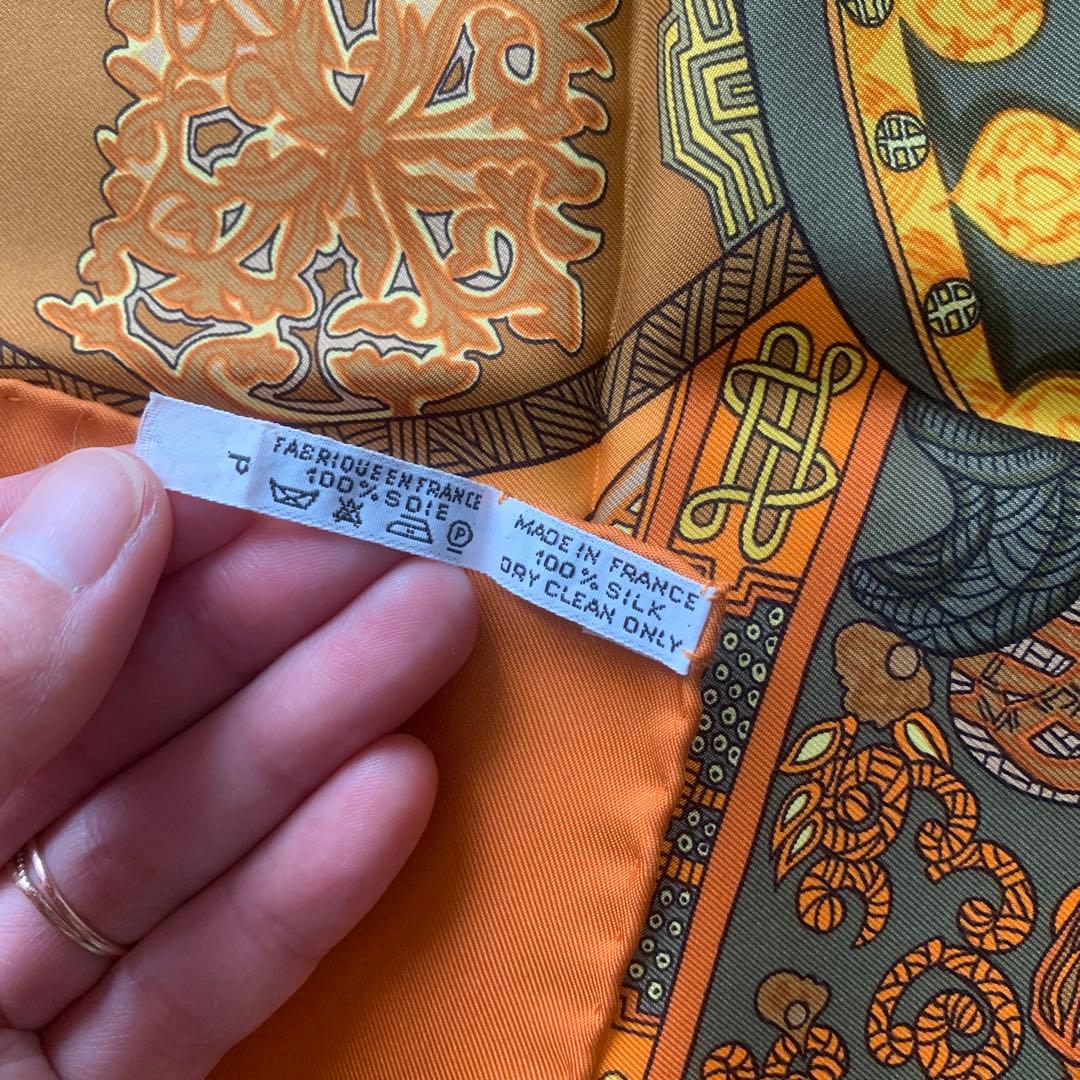 P
FABRIQUE EN FRANCE
100% SOIE
P
MADE IN FRANCE
100% SILK
DRY CLEAN ONLY